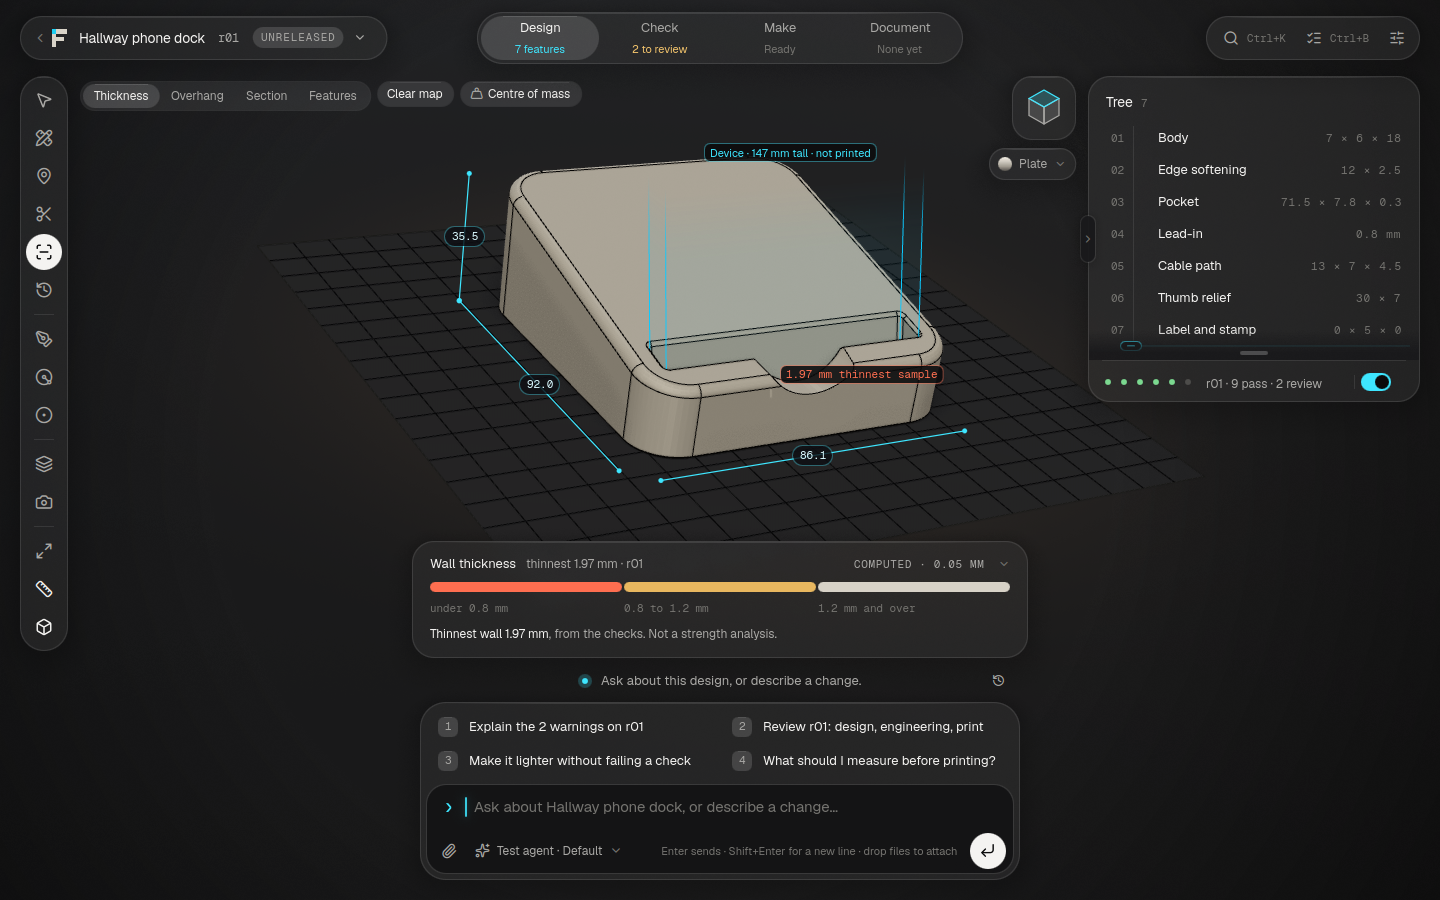 Hallway phone dock r01 UNRELEASED
Design
7 features
Check
2 to review
Make
Ready
Document
None yet
Ctrl+K
Ctrl+B
Thickness Overhang Section Features Clear map Centre of mass
Plate
Tree 7
01 Body 7 × 6 × 18
02 Edge softening 12 × 2.5
03 Pocket 71.5 × 7.8 × 0.3
04 Lead-in 0.8 mm
05 Cable path 13 × 7 × 4.5
06 Thumb relief 30 × 7
07 Label and stamp 0 × 5 × 0
r01 · 9 pass · 2 review
Device · 147 mm tall · not printed
35.5
92.0
1.97 mm thinnest sample
86.1
Wall thickness thinnest 1.97 mm · r01 COMPUTED · 0.05 MM
under 0.8 mm 0.8 to 1.2 mm 1.2 mm and over
Thinnest wall 1.97 mm, from the checks. Not a strength analysis.
Ask about this design, or describe a change.
1 Explain the 2 warnings on r01
2 Review r01: design, engineering, print
3 Make it lighter without failing a check
4 What should I measure before printing?
Ask about Hallway phone dock, or describe a change...
Test agent · Default
Enter sends · Shift+Enter for a new line · drop files to attach